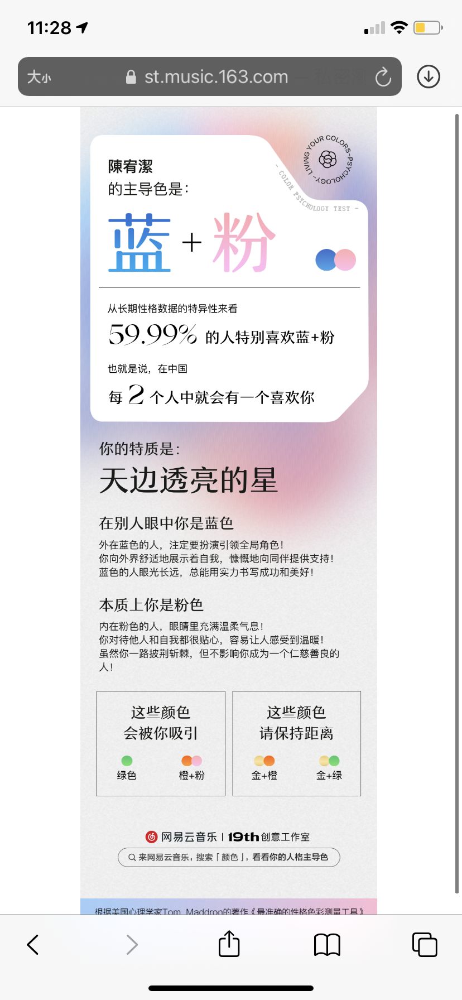 11:28
大小 st.music.163.com
LIVING YOUR COLORS-PSYCHOLOGY-
- COLOR PSYCHOLOGY TEST -
陳宥潔
的主导色是:
蓝+粉
从长期性格数据的特异性来看
59.99% 的人特别喜欢蓝+粉
也就是说，在中国
每 2 个人中就会有一个喜欢你
你的特质是:
天边透亮的星
在别人眼中你是蓝色
外在蓝色的人，注定要扮演引领全局角色！
你向外界舒适地展示着自我，慷慨地向同伴提供支持！
蓝色的人眼光长远，总能用实力书写成功和美好！
本质上你是粉色
内在粉色的人，眼睛里充满温柔气息！
你对待他人和自我都很贴心，容易让人感受到温暖！
虽然你一路披荆斩棘，但不影响你成为一个仁慈善良的
人！
这些颜色
会被你吸引
绿色 橙+粉
这些颜色
请保持距离
金+橙 金+绿
网易云音乐 | 19th创意工作室
来网易云音乐，搜索「颜色」，看看你的人格主导色
根据美国心理学家Tom Maddron的著作《最准确的性格色彩测量工具》